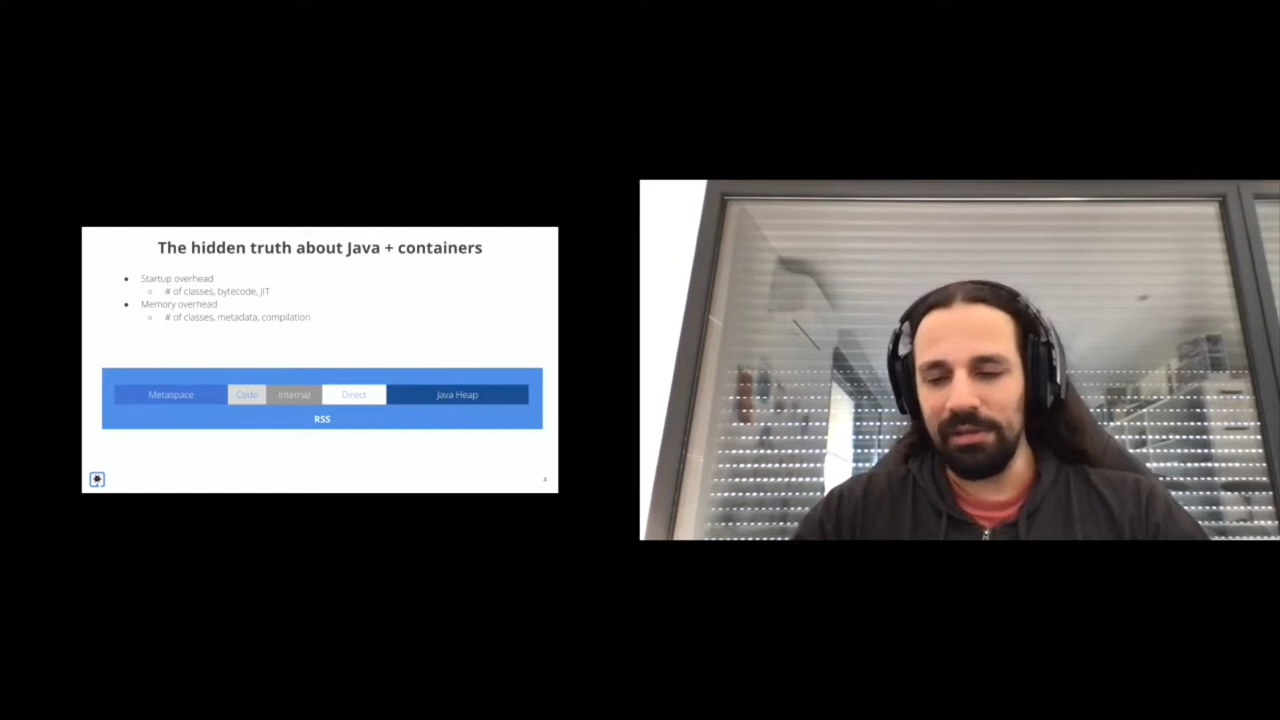 The hidden truth about Java + containers
● Startup overhead
○ # of classes, bytecode, JIT
● Memory overhead
○ # of classes, metadata, compilation
Metaspace Code Internal Direct Java Heap
RSS
4